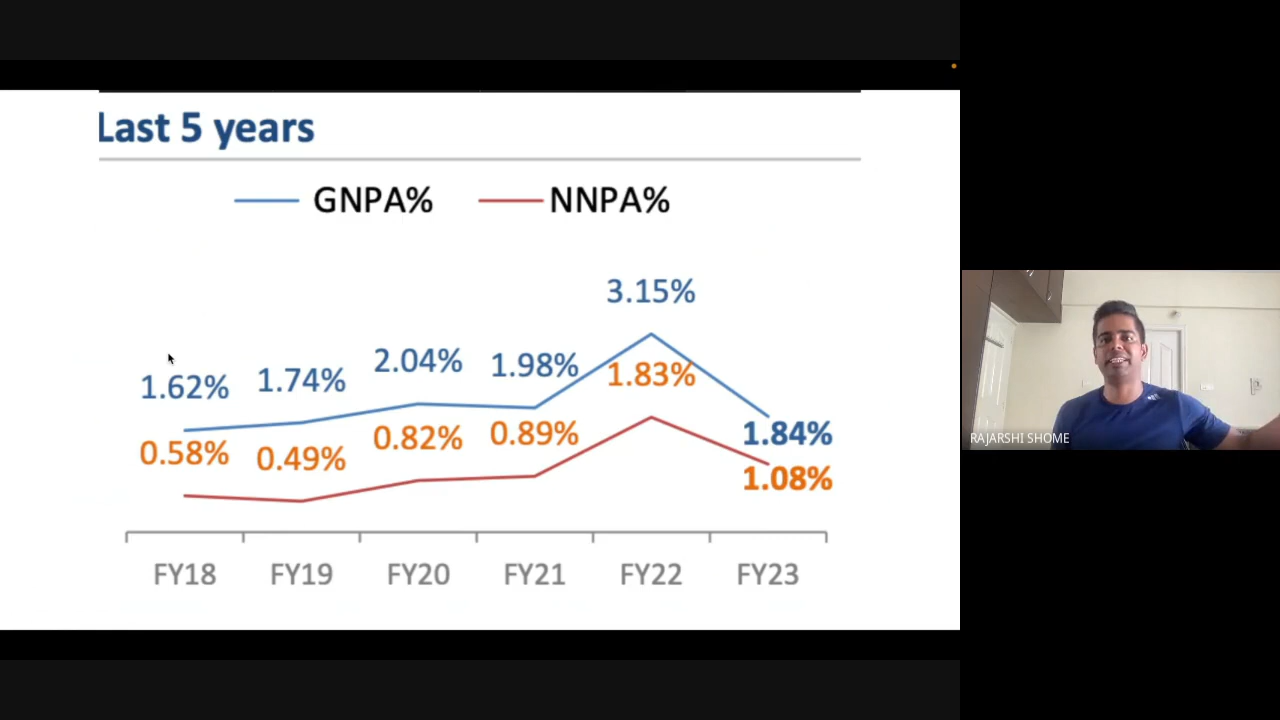 Last 5 years
GNPA% NNPA%
3.15%
1.62% 1.74% 2.04% 1.98% 1.83%
0.58% 0.49% 0.82% 0.89% 1.84%
1.08%
FY18 FY19 FY20 FY21 FY22 FY23
RAJARSHI SHOME